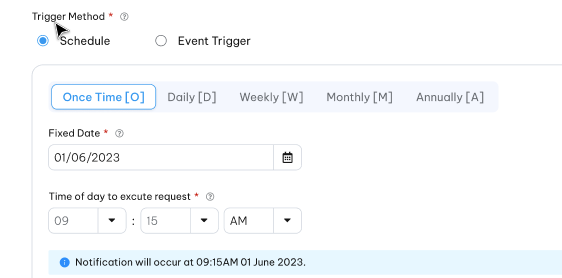 Trigger Method *
Schedule Event Trigger
Once Time [O] Daily [D] Weekly [W] Monthly [M] Annually [A]
Fixed Date *
01/06/2023
Time of day to excute request *
09 : 15 AM
Notification will occur at 09:15AM 01 June 2023.